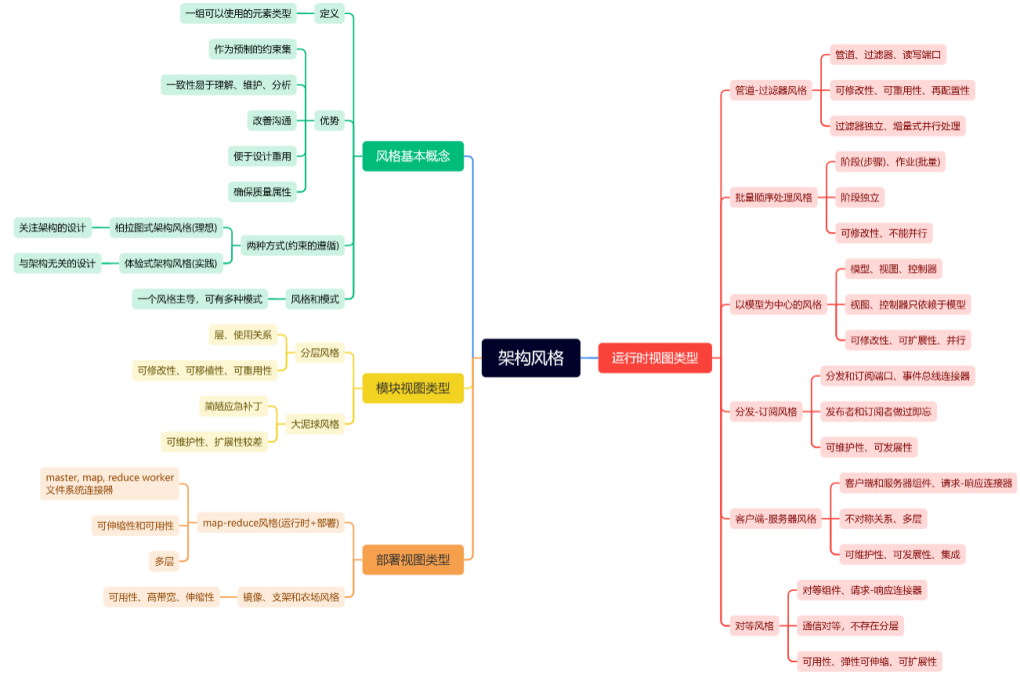 架构风格
风格基本概念
定义
一组可以使用的元素类型
优势
作为预制的约束集
一致性易于理解、维护、分析
改善沟通
便于设计重用
确保质量属性
两种方式(约束的遵循)
柏拉图式架构风格(理想)
关注架构的设计
体验式架构风格(实践)
与架构无关的设计
风格和模式
一个风格主导，可有多种模式
模块视图类型
分层风格
层、使用关系
可修改性、可移植性、可重用性
大泥球风格
简陋应急补丁
可维护性、扩展性较差
部署视图类型
map-reduce风格(运行时+部署)
master, map, reduce worker
文件系统连接器
可伸缩性和可用性
多层
镜像、支架和农场风格
可用性、高带宽、伸缩性
运行时视图类型
管道-过滤器风格
管道、过滤器、读写端口
可修改性、可重用性、再配置性
过滤器独立、增量式并行处理
批量顺序处理风格
阶段(步骤)、作业(批量)
阶段独立
可修改性、不能并行
以模型为中心的风格
模型、视图、控制器
视图、控制器只依赖于模型
可修改性、可扩展性、并行
分发-订阅风格
分发和订阅端口、事件总线连接器
发布者和订阅者做过即忘
可维护性、可发展性
客户端-服务器风格
客户端和服务器组件、请求-响应连接器
不对称关系、多层
可维护性、可发展性、集成
对等风格
对等组件、请求-响应连接器
通信对等，不存在分层
可用性、弹性可伸缩、可扩展性